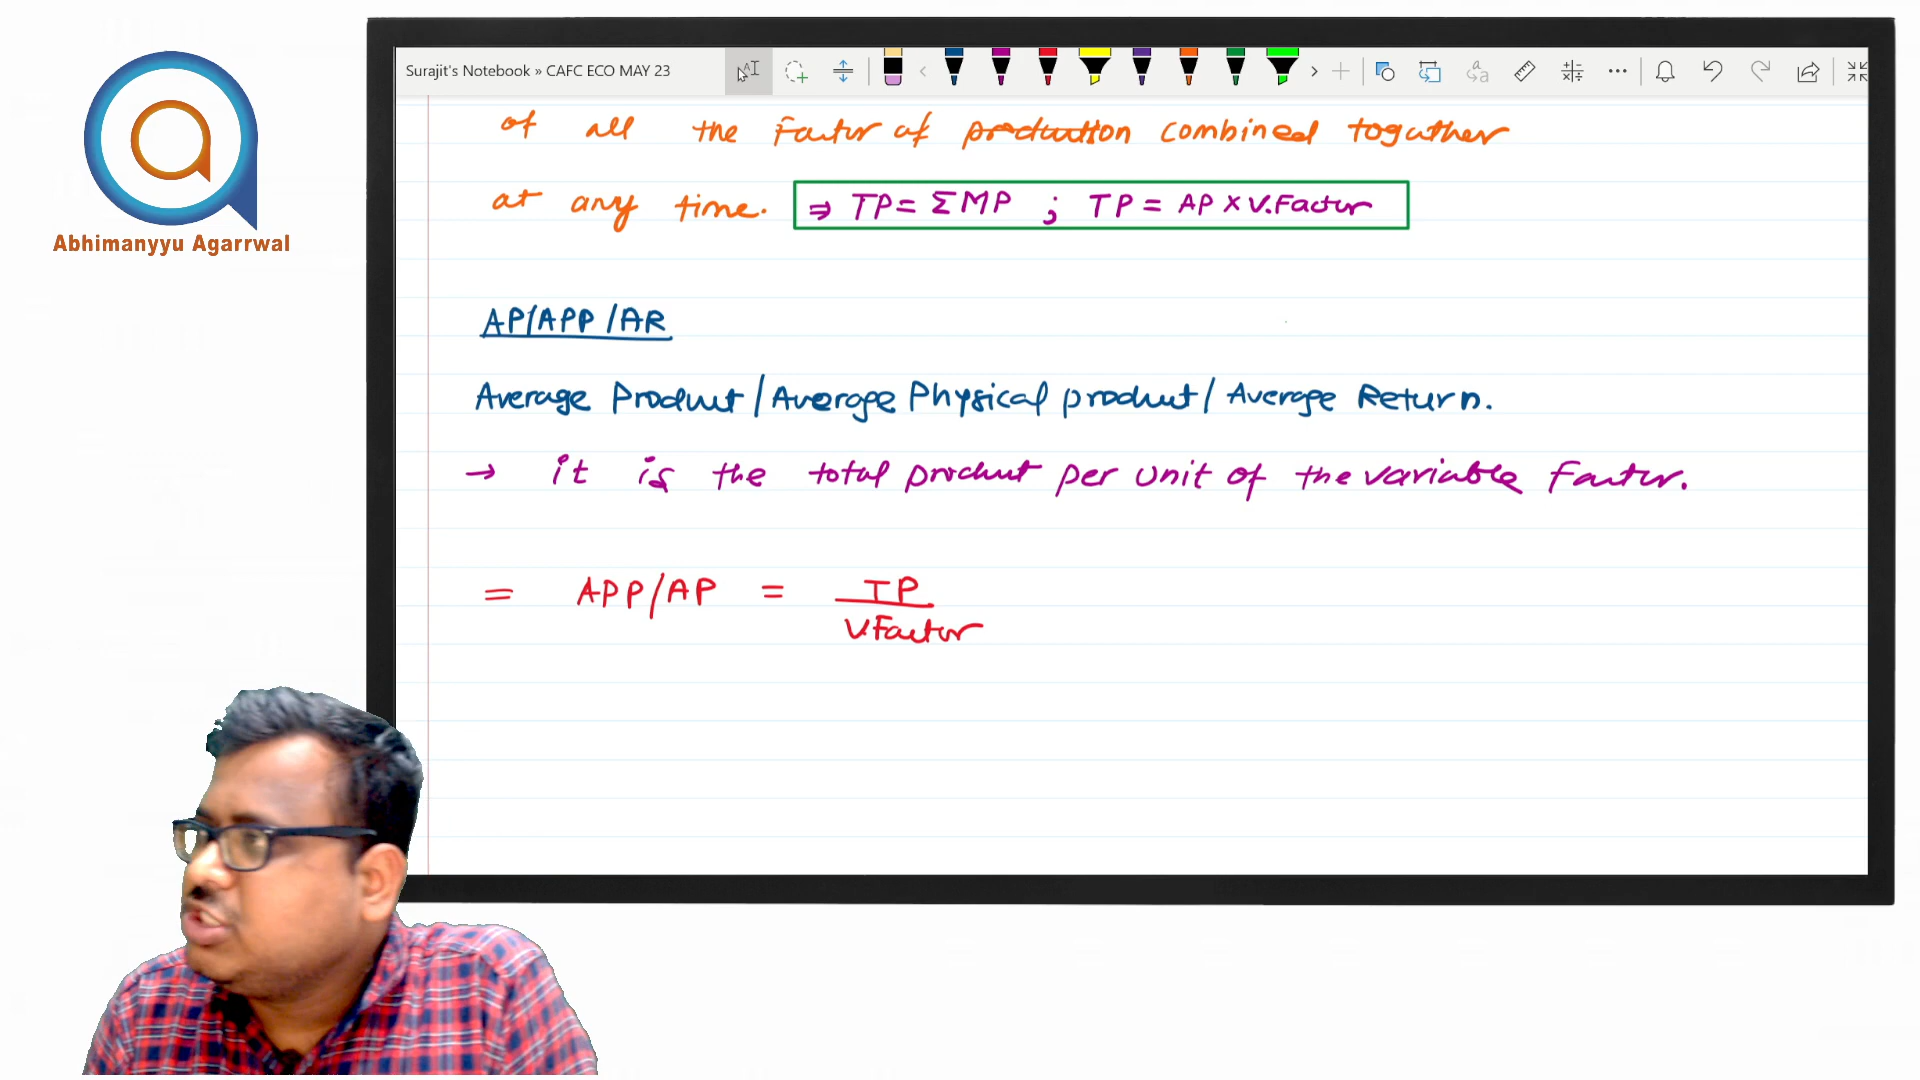 Abhimanyyu Agarrwal
Surajit's Notebook » CAFC ECO MAY 23
of all the Factor of production combined togather
at any time. ⇒ TP = ΣMP ; TP = AP X V.Factor
AP/APP/AR
Average Product/Average Physical product/Average Return.
→ it is the total product per unit of the variable Factor.
= APP/AP = TP
V.Factor